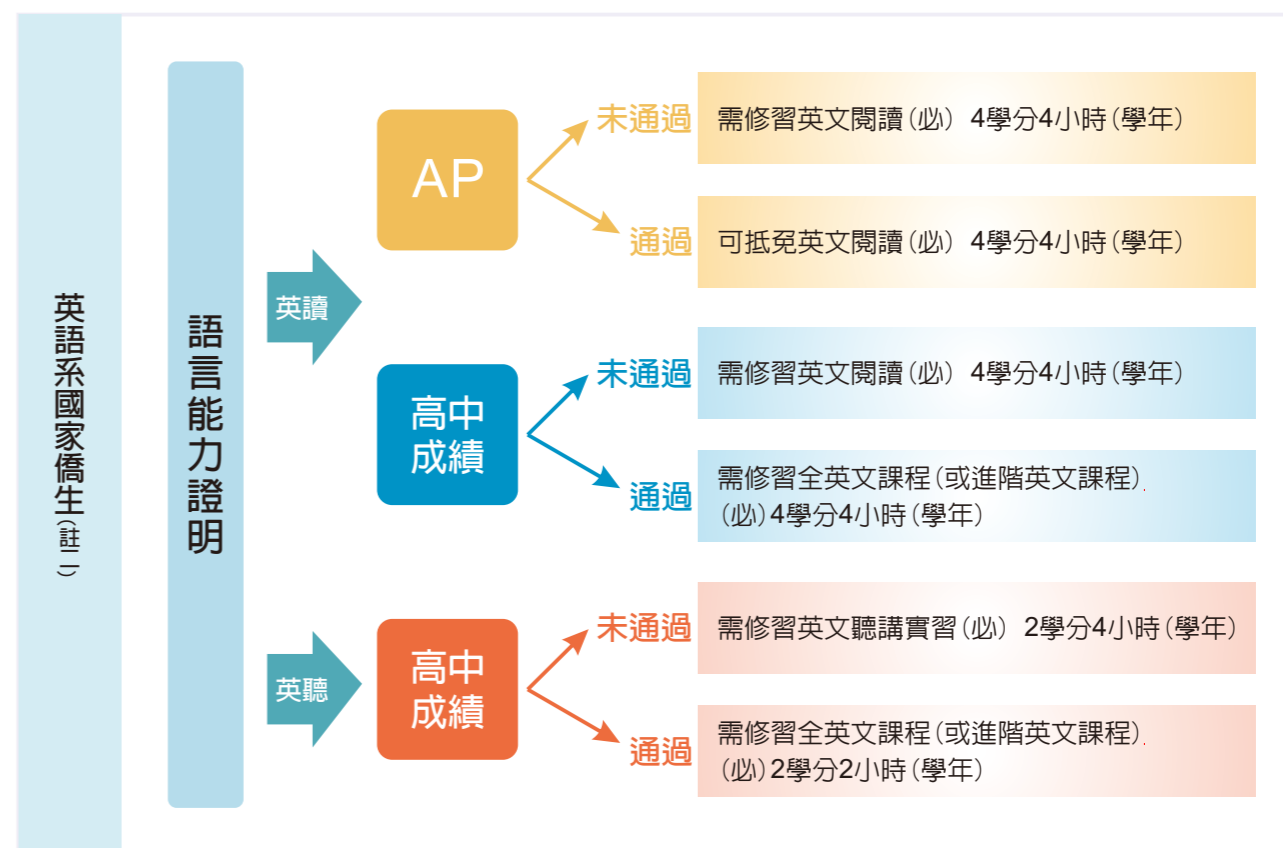 英語系國家僑生(註二)
語言能力證明
英讀
AP
未通過
需修習英文閱讀(必) 4學分4小時(學年)
通過
可抵免英文閱讀(必) 4學分4小時(學年)
高中
成績
未通過
需修習英文閱讀(必) 4學分4小時(學年)
通過
需修習全英文課程(或進階英文課程)
(必)4學分4小時(學年)
英聽
高中
成績
未通過
需修習英文聽講實習(必) 2學分4小時(學年)
通過
需修習全英文課程(或進階英文課程)
(必)2學分2小時(學年)